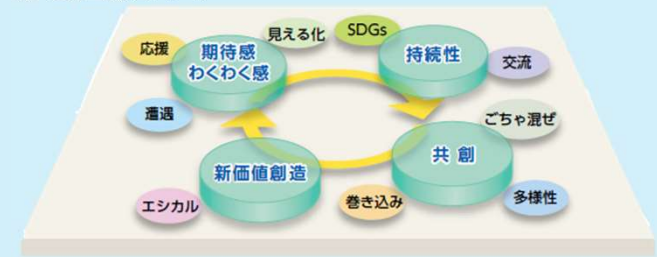 見える化
SDGs
応援
期待感
わくわく感
持続性
交流
遭遇
ごちゃ混ぜ
共創
新価値創造
エシカル
巻き込み
多様性